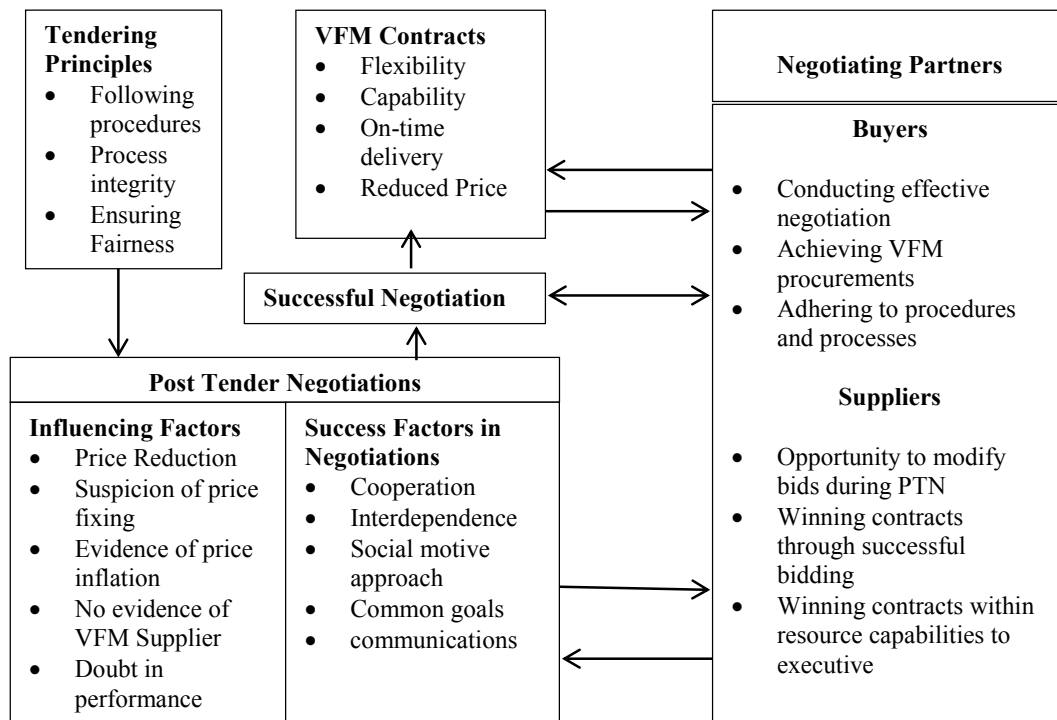 Tendering
Principles
• Following
procedures
• Process
integrity
• Ensuring
Fairness
VFM Contracts
• Flexibility
• Capability
• On-time
delivery
• Reduced Price
Successful Negotiation
Post Tender Negotiations
Influencing Factors
• Price Reduction
• Suspicion of price
fixing
• Evidence of price
inflation
• No evidence of
VFM Supplier
• Doubt in
performance
Success Factors in
Negotiations
• Cooperation
• Interdependence
• Social motive
approach
• Common goals
• communications
Negotiating Partners
Buyers
• Conducting effective
negotiation
• Achieving VFM
procurements
• Adhering to procedures
and processes
Suppliers
• Opportunity to modify
bids during PTN
• Winning contracts
through successful
bidding
• Winning contracts within
resource capabilities to
executive